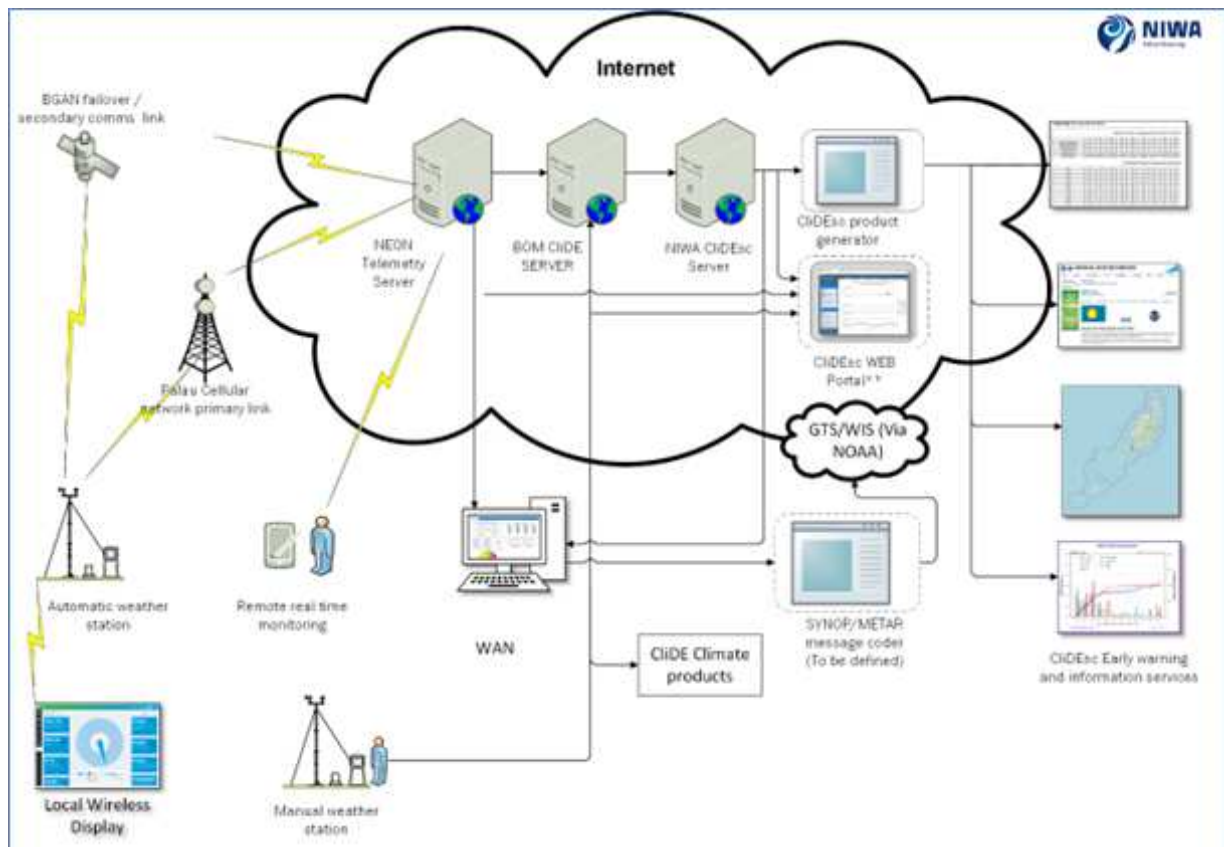 NIWA
Internet
BGAN failover /
secondary comms link
NEON
Telemetry
Server
BOM CliDE
SERVER
NIWA CliDEsc
Server
CliDEsc product
generator
CliDEsc WEB
Portal* *
Palau Cellular
network primary link
GTS/WIS (Via
NOAA)
Automatic weather
station
Remote real time
monitoring
WAN
SYNOP/METAR
message coder
(To be defined)
CliDE Climate
products
CliDEsc Early warning
and information services
Local Wireless
Display
Manual weather
station